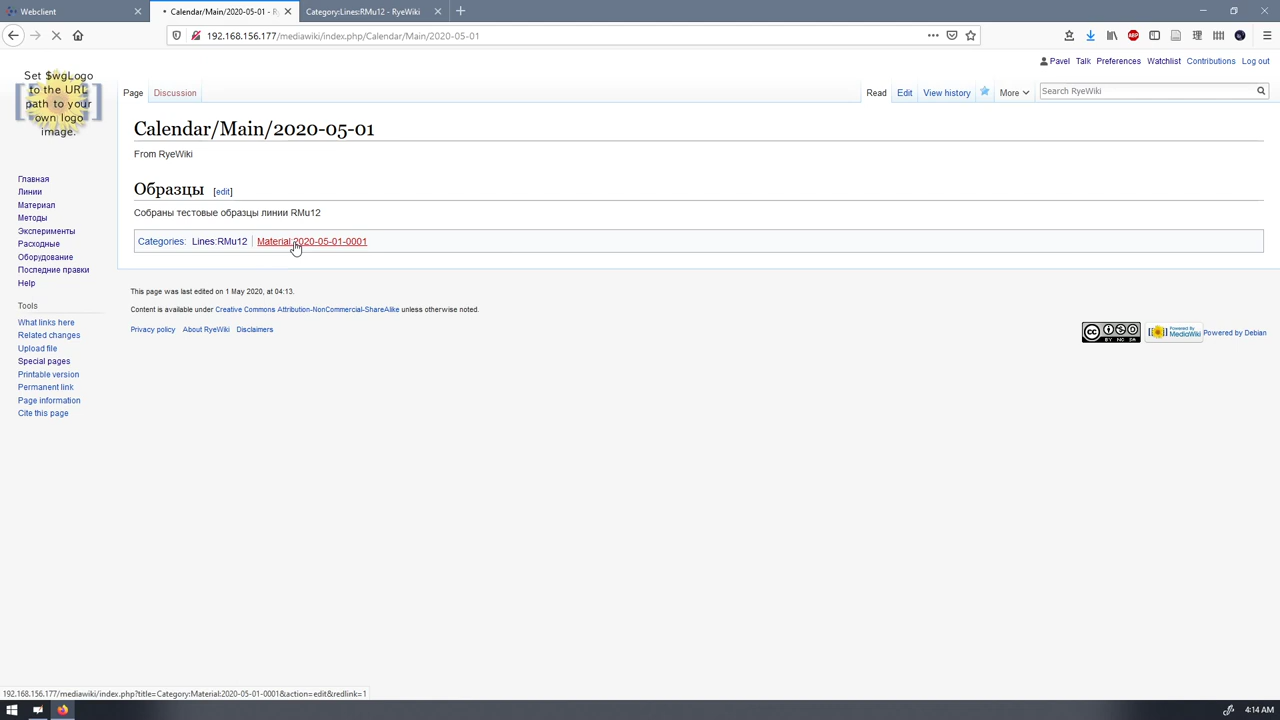 Webclient
Calendar/Main/2020-05-01 - R
Category:Lines:RMu12 - RyeWiki
192.168.156.177/mediawiki/index.php/Calendar/Main/2020-05-01
Pavel Talk Preferences Watchlist Contributions Log out
Set $wgLogo
to the URL
path to your
own logo
image.
Page Discussion
Read Edit View history More
Search RyeWiki
Calendar/Main/2020-05-01
From RyeWiki
Образцы [edit]
Собраны тестовые образцы линии RMu12
Categories: Lines:RMu12 | Material:2020-05-01-0001
Главная
Линии
Материал
Методы
Эксперименты
Расходные
Оборудование
Последние правки
Help
Tools
What links here
Related changes
Upload file
Special pages
Printable version
Permanent link
Page information
Cite this page
This page was last edited on 1 May 2020, at 04:13.
Content is available under Creative Commons Attribution-NonCommercial-ShareAlike unless otherwise noted.
Privacy policy About RyeWiki Disclaimers
BY NC SA
Powered By
MediaWiki
Powered by Debian
192.168.156.177/mediawiki/index.php?title=Category:Material:2020-05-01-0001&action=edit&redlink=1
4:14 AM